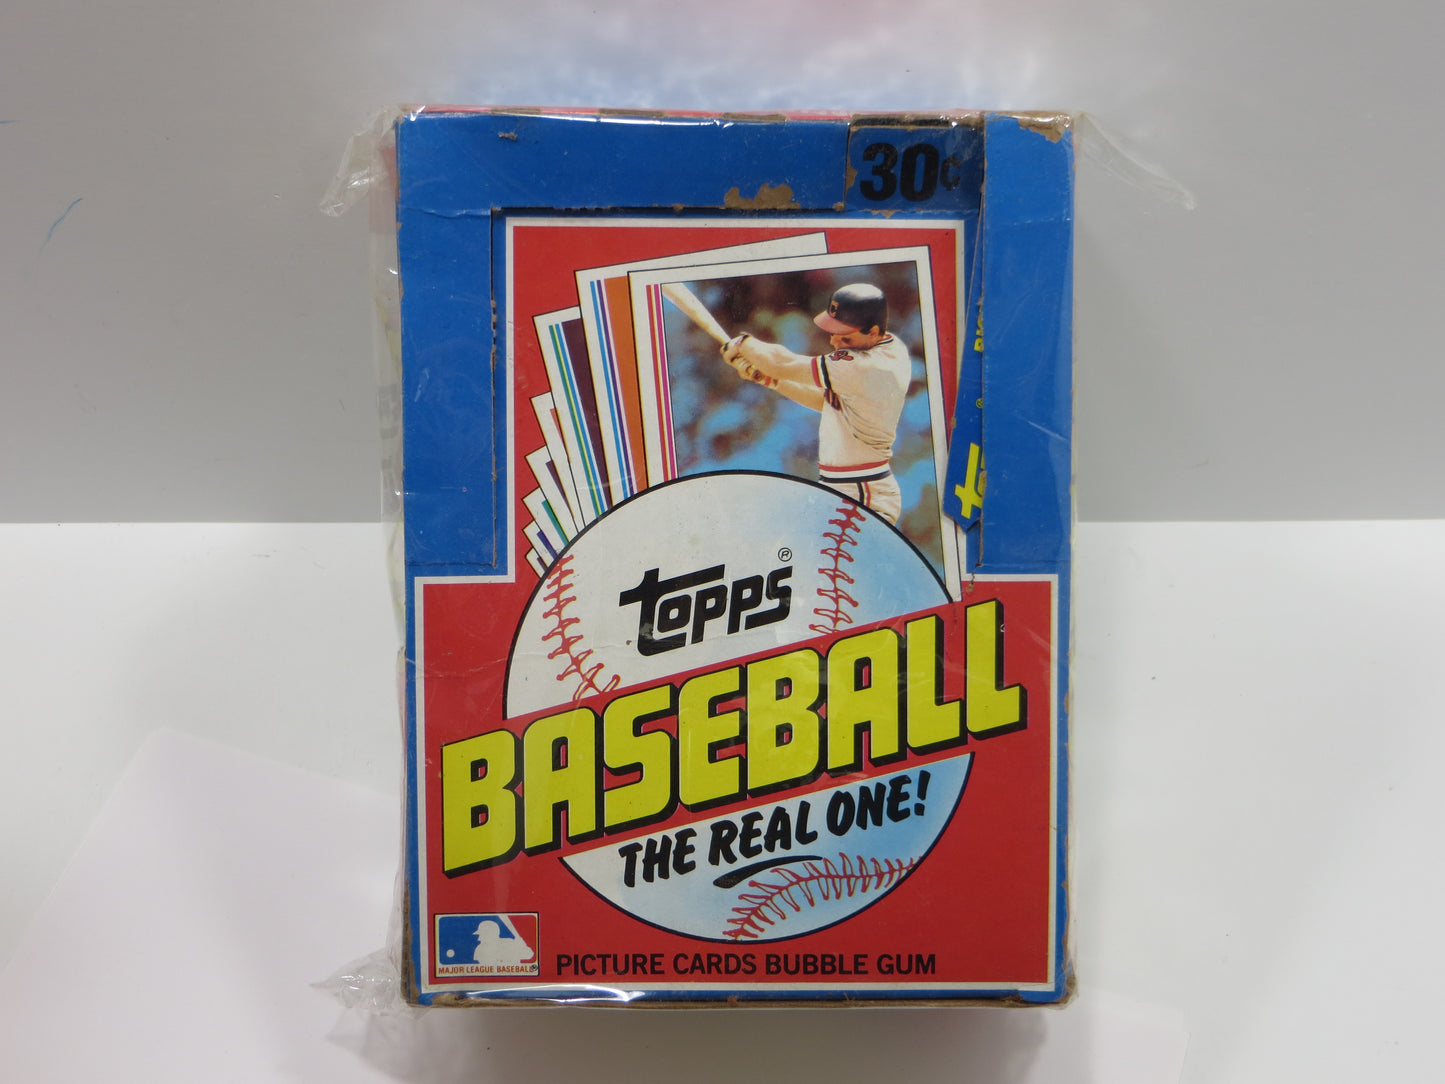 30¢
topps®
BASEBALL
THE REAL ONE!
MAJOR LEAGUE BASEBALL®
PICTURE CARDS BUBBLE GUM